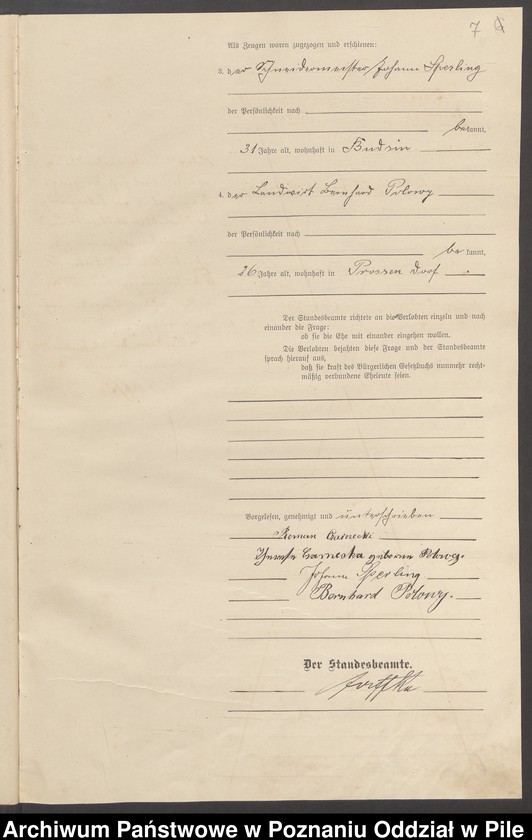 7
Als Zeugen waren zugezogen und erschienen:
3. der Schneidermeister Johann Sperling
der Persönlichkeit nach
bekannt,
31 Jahre alt, wohnhaft in Budsin
4. der Landwirt Bernhard Polowy
der Persönlichkeit nach
be kannt,
26 Jahre alt, wohnhaft in Prossen dorf
Der Standesbeamte richtete an die Verlobten einzeln und nach
einander die Frage:
ob sie die Ehe mit einander eingehen wollen.
Die Verlobten bejahten diese Frage und der Standesbeamte
sprach hierauf aus,
daß sie kraft des Bürgerlichen Gesetzbuchs nunmehr recht-
mäßig verbundene Eheleute seien.
Vorgelesen, genehmigt und unterschrieben
Roman Czarnecki
Czarnecka geborene Polowy.
Johann Sperling
Bernhard Polowy.
Der Standesbeamte.
Archiwum Państwowe w Poznaniu Oddział w Pile